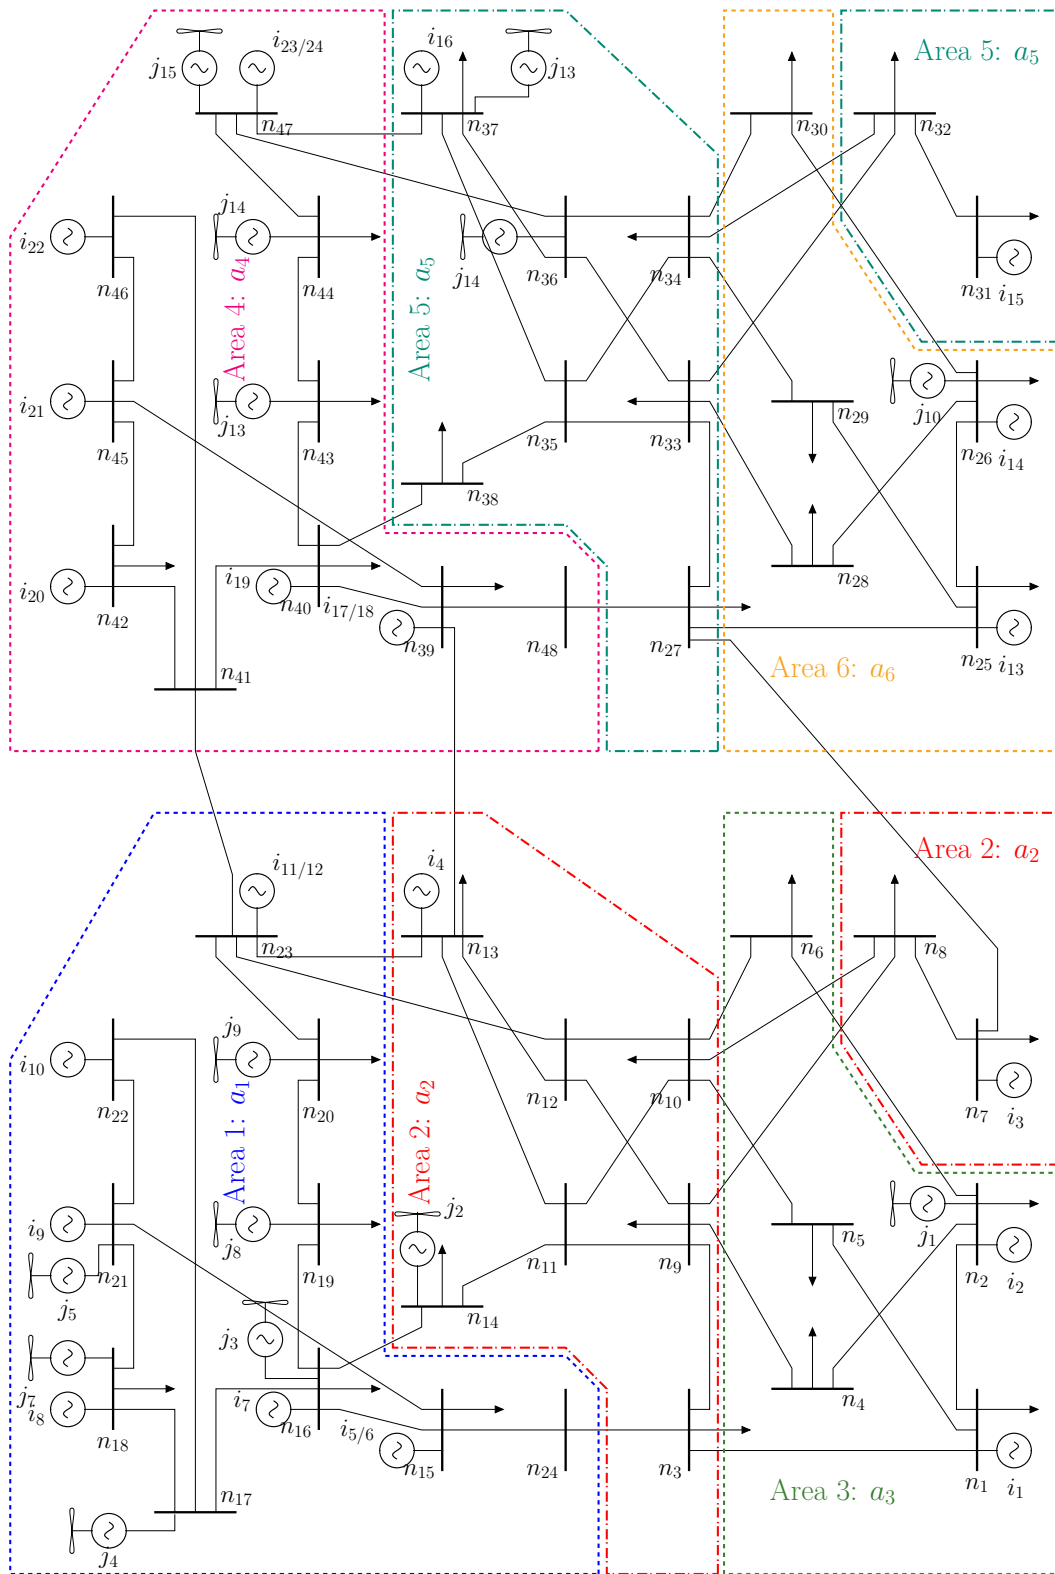 i23/24
i16
j15
j13
Area 5: a5
n47
n37
n30
n32
j14
i22
Area 4: a4
j14
Area 5: a5
n46
n44
n36
n34
n31
i15
i21
j13
j10
n29
n45
n43
n35
n33
n26
i14
n38
i19
i20
n40
i17/18
n28
n42
n39
n48
n27
n25
i13
n41
Area 6: a6
Area 2: a2
i11/12
i4
n23
n13
n6
n8
j9
i10
Area 1: a1
Area 2: a2
n22
n20
n12
n10
n7
i3
j2
i9
j8
j1
n5
n21
n19
n11
n9
n2
i2
j5
n14
j3
j7
i8
i7
n16
i5/6
n4
n18
n15
n24
n3
n1
i1
n17
Area 3: a3
j4